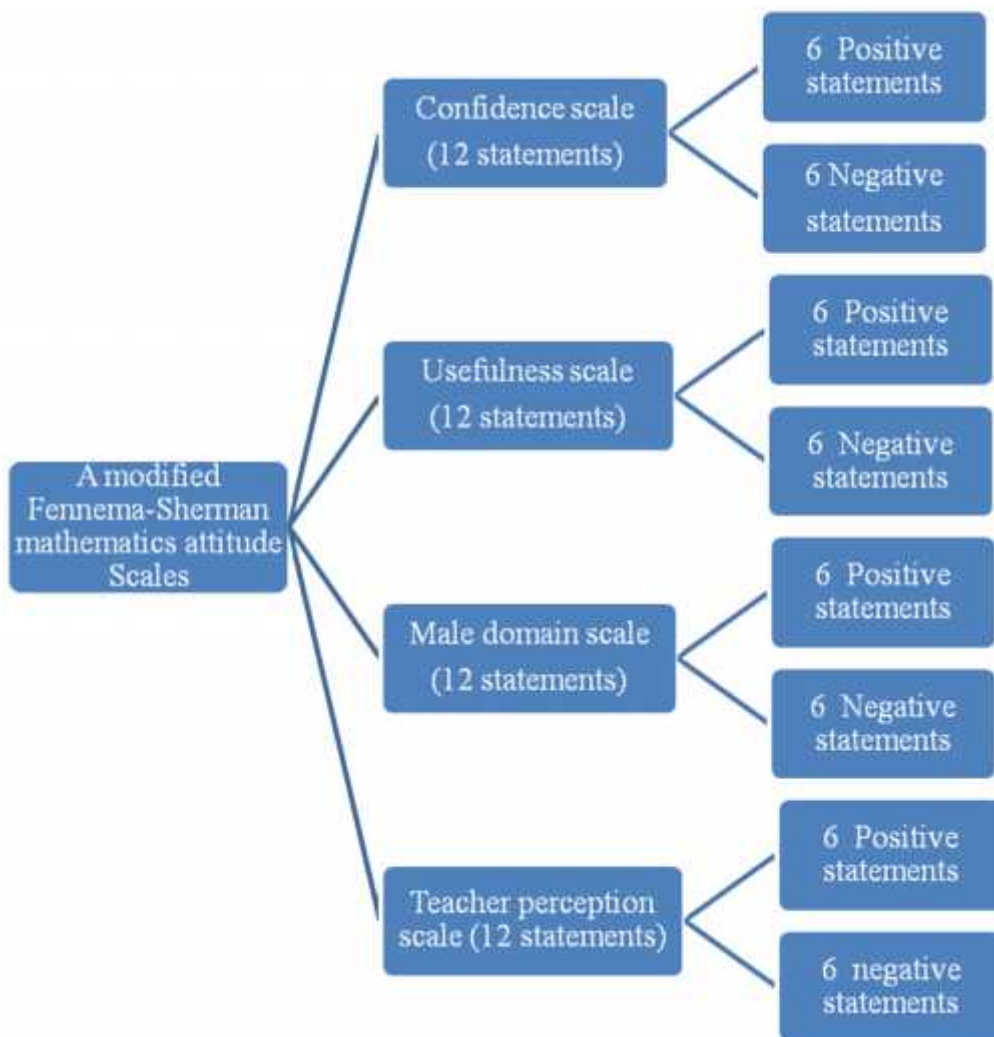 6 Positive
statements
Confidence scale
(12 statements)
6 Negative
statements
6 Positive
statements
Usefulness scale
(12 statements)
6 Negative
statements
A modified
Fennema-Sherman
mathematics attitude
Scales
6 Positive
statements
Male domain scale
(12 statements)
6 Negative
statements
6 Positive
statements
Teacher perception
scale (12 statements)
6 negative
statements